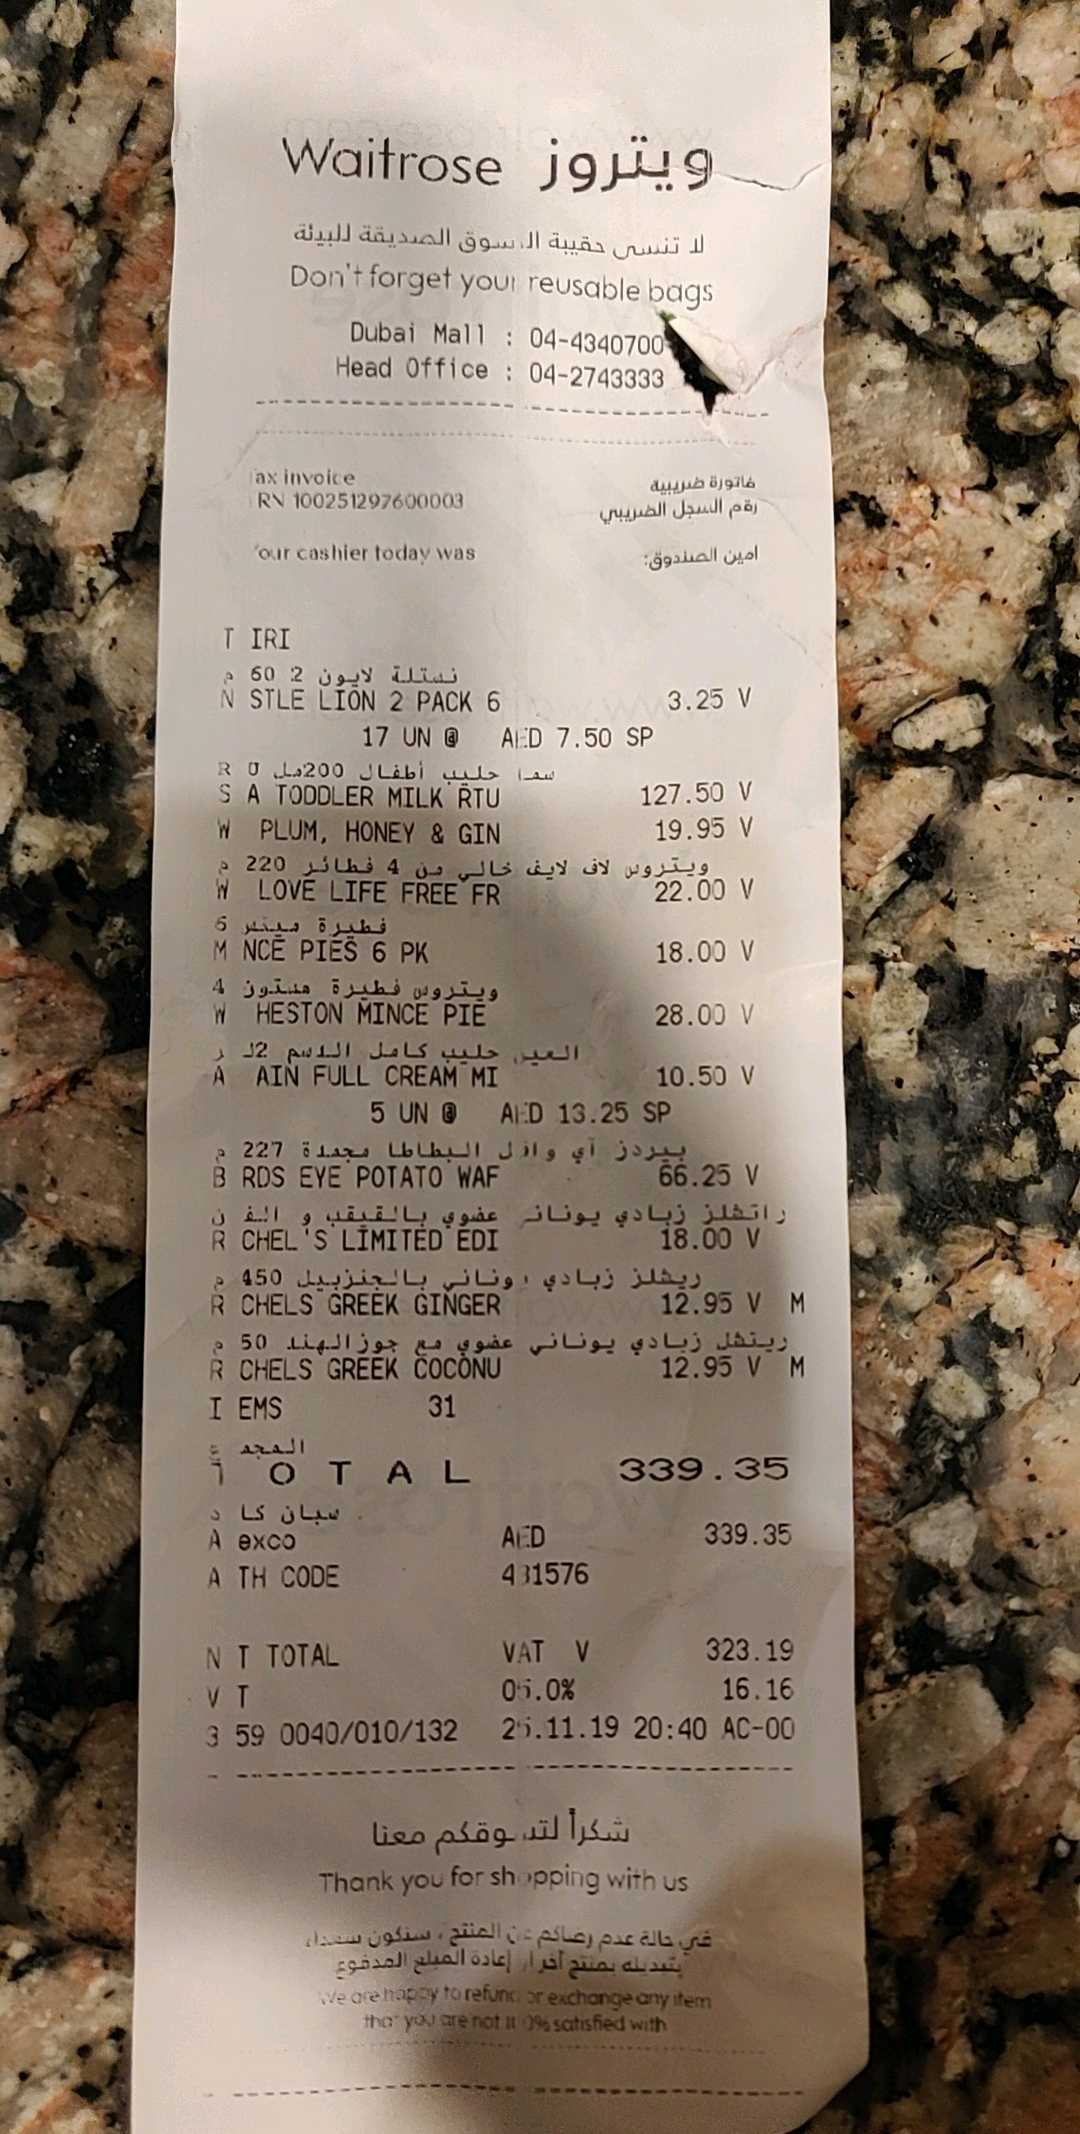 Waitrose ويتروز
لا تنسى حقيبة التسوق الصديقة للبيئة
Don't forget your reusable bags
Dubai Mall : 04-4340700
Head Office : 04-2743333
ax invoice فاتورة ضريبية
RN 100251297600003 رقم السجل الضريبي
our cashier today was امين الصندوق:
T IRI
نستلة لايون 2 60 م
N STLE LION 2 PACK 6 3.25 V
17 UN @ AED 7.50 SP
حليب أطفال 200مل
S A TODDLER MILK RTU 127.50 V
W PLUM, HONEY & GIN 19.95 V
ويتروس لاف لايف خالي من 4 فطائر 220 م
W LOVE LIFE FREE FR 22.00 V
فطيرة مينس 6
M NCE PIES 6 PK 18.00 V
ويتروس فطيرة هستون 4
W HESTON MINCE PIE 28.00 V
العين حليب كامل الدسم 2ل ر
A AIN FULL CREAM MI 10.50 V
5 UN @ AED 13.25 SP
بيردز آي وافل البطاطا مجمدة 227 م
B RDS EYE POTATO WAF 66.25 V
راتشلز زبادي يوناني عضوي بالقيقب و الف ن
R CHEL'S LIMITED EDI 18.00 V
ريشلز زبادي يوناني بالجنزبيل 450 م
R CHELS GREEK GINGER 12.95 V M
ريتشل زبادي يوناني عضوي مع جوزالهند 50 م
R CHELS GREEK COCONU 12.95 V M
I EMS 31
المجم ع
T O T A L 339.35
سبان كا د
A exco AED 339.35
A TH CODE 431576
N T TOTAL VAT V 323.19
V T 05.0% 16.16
3 59 0040/010/132 25.11.19 20:40 AC-00
شكراً لتسوقكم معنا
Thank you for shopping with us
في حالة عدم رضاكم عن المنتج، سنكون سعداء
بتبديله بمنتج آخر أو إعادة المبلغ المدفوع
We are happy to refund or exchange any item
that you are not 100% satisfied with